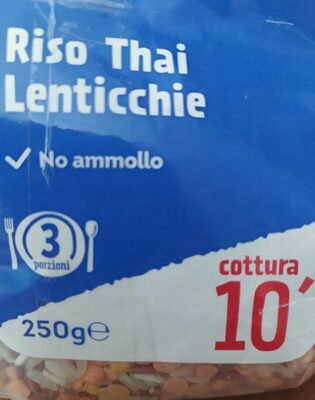 Riso Thai
Lenticchie
No ammollo
3
porzioni
cottura
10´
250g℮